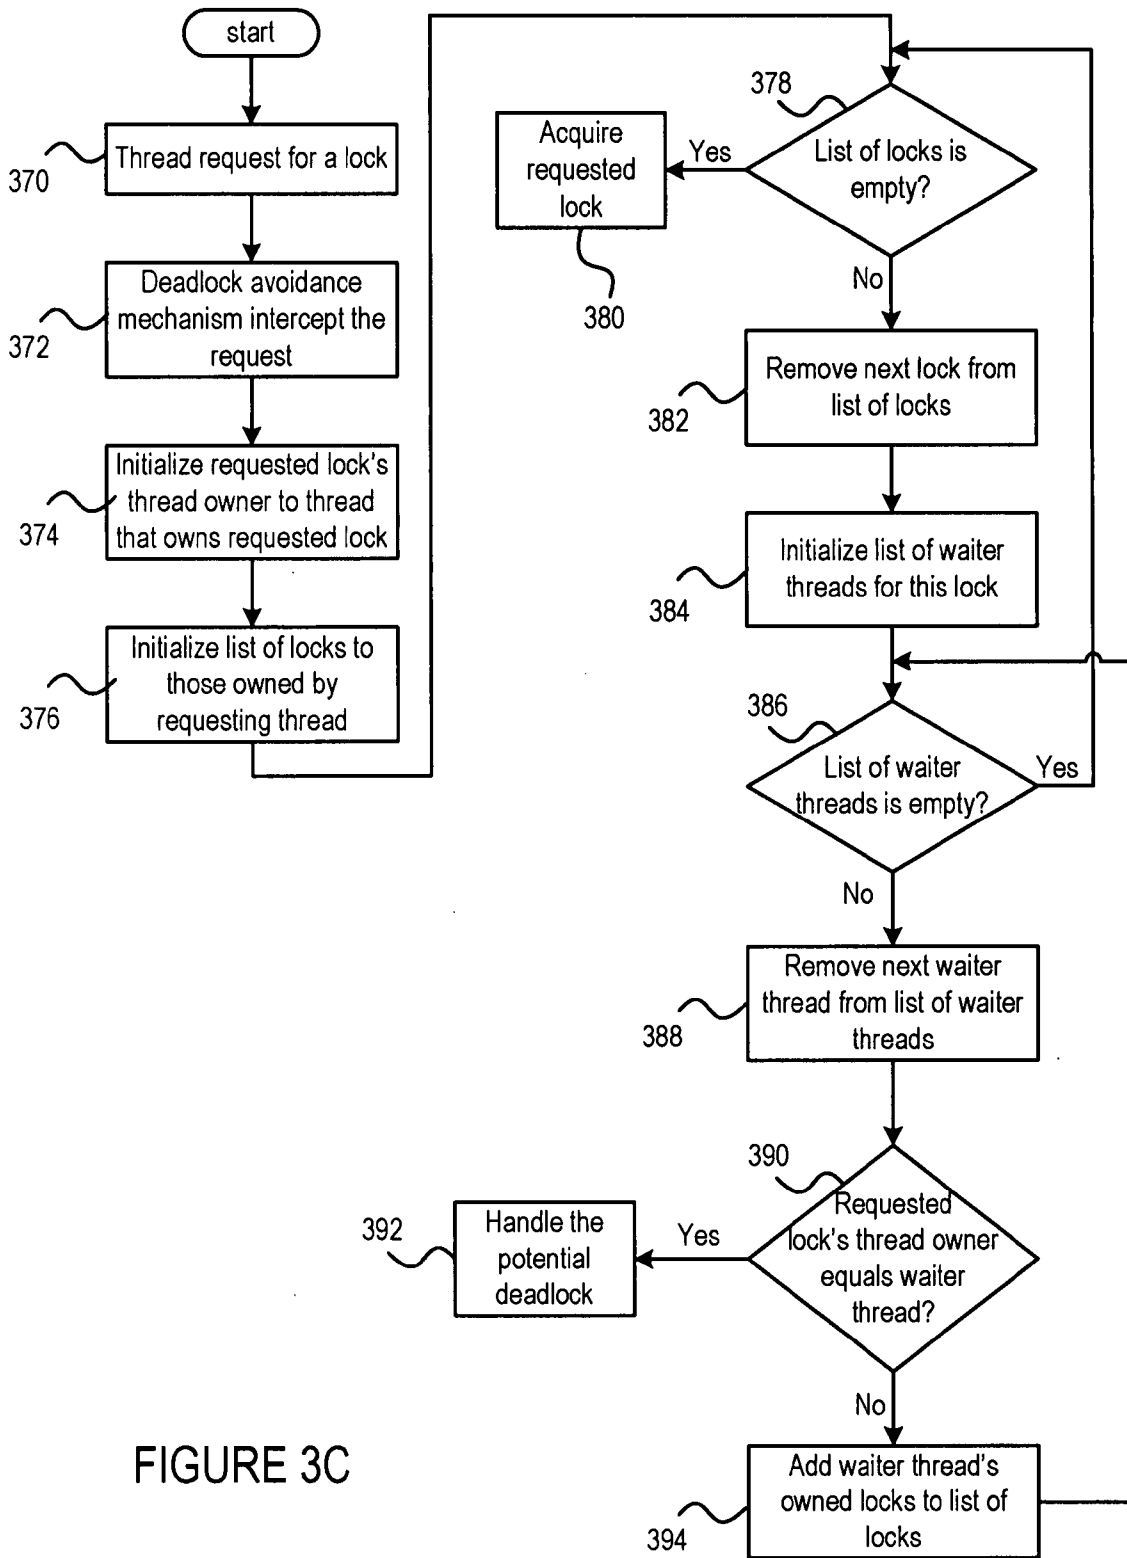 start
370
Thread request for a lock
372
Deadlock avoidance
mechanism intercept the
request
374
Initialize requested lock's
thread owner to thread
that owns requested lock
376
Initialize list of locks to
those owned by
requesting thread
378
List of locks is
empty?
Yes
Acquire
requested
lock
380
No
382
Remove next lock from
list of locks
384
Initialize list of waiter
threads for this lock
386
List of waiter
threads is empty?
Yes
No
388
Remove next waiter
thread from list of waiter
threads
390
Requested
lock's thread owner
equals waiter
thread?
Yes
392
Handle the
potential
deadlock
No
394
Add waiter thread's
owned locks to list of
locks
FIGURE 3C